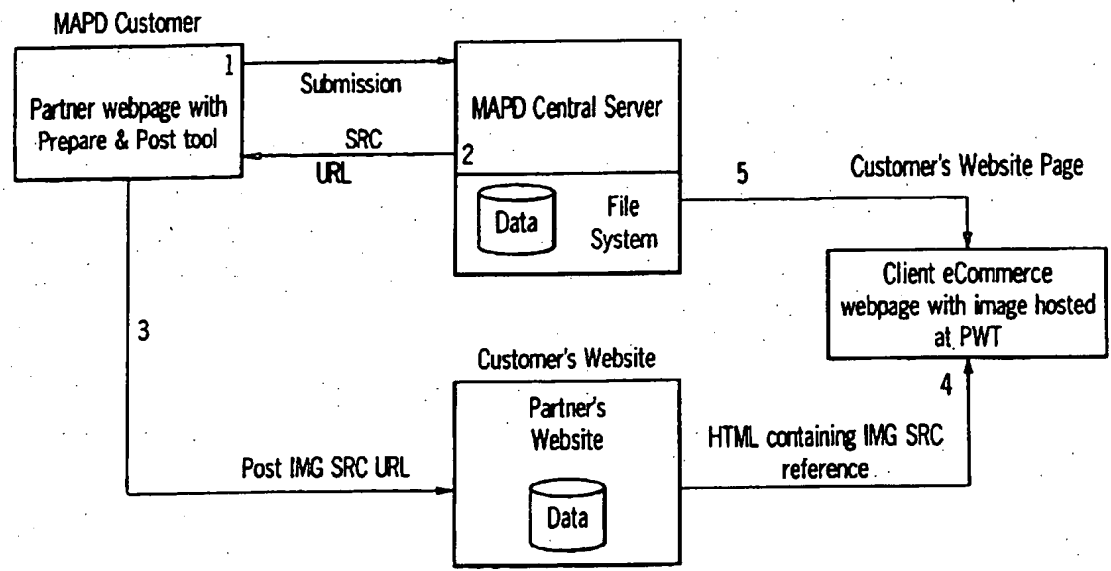 MAPD Customer
1
Partner webpage with
Prepare & Post tool
Submission
SRC
URL
MAPD Central Server
2
Data
File
System
5
Customer's Website Page
Client eCommerce
webpage with image hosted
at PWT
3
4
Customer's Website
Partner's
Website
Data
Post IMG SRC URL
HTML containing IMG SRC
reference